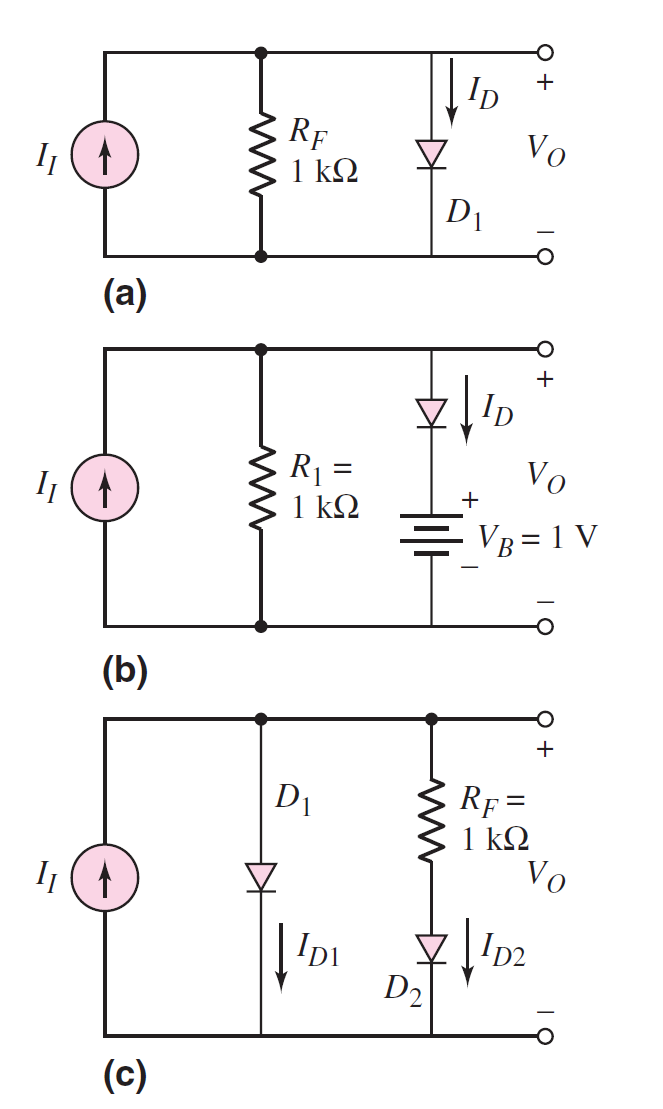 I_I
R_F
1 kΩ
I_D
D_1
+
V_O
–
(a)
I_I
R_1 =
1 kΩ
I_D
+
V_B = 1 V
–
+
V_O
–
(b)
I_I
D_1
I_{D1}
R_F =
1 kΩ
D_2
I_{D2}
+
V_O
–
(c)